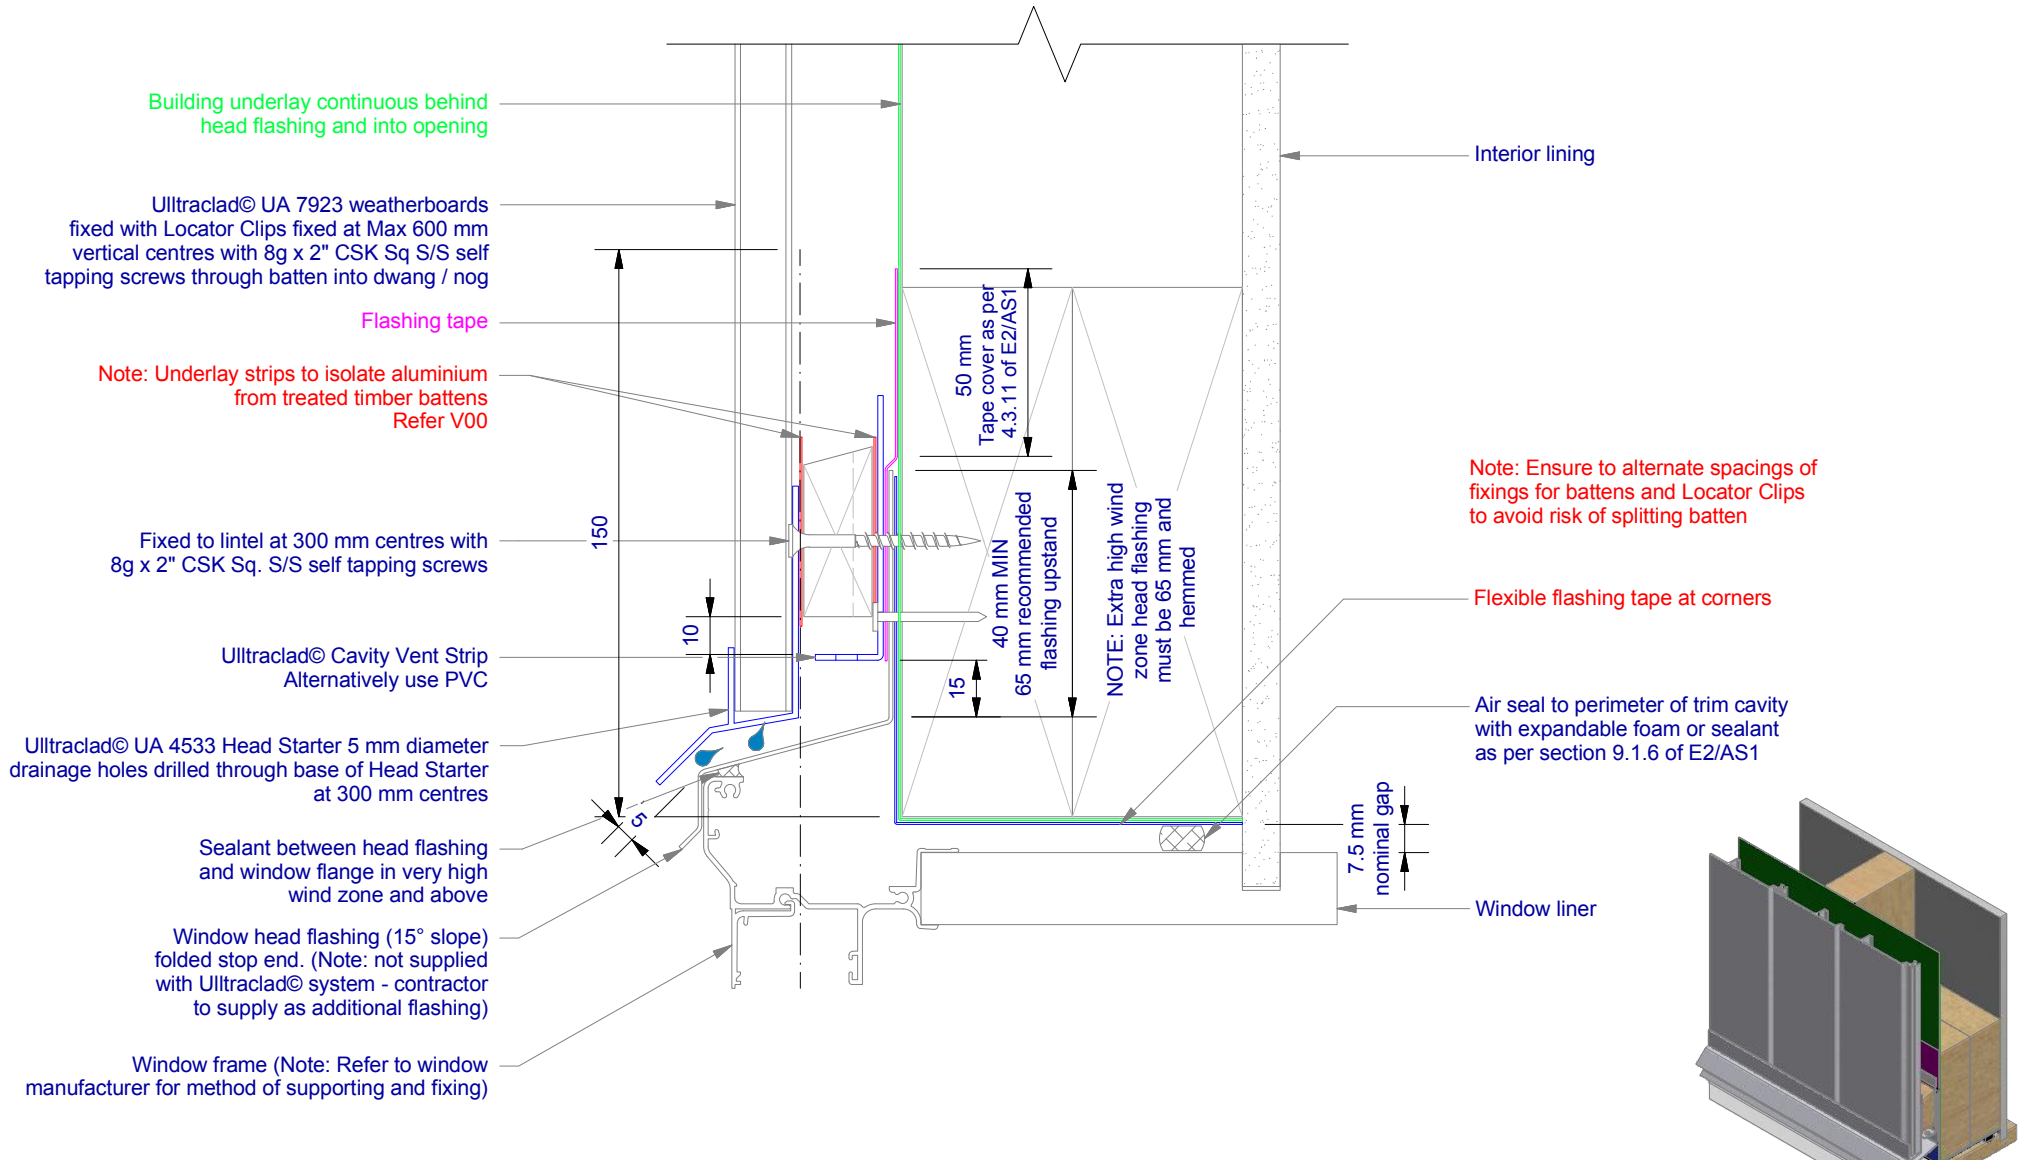 Building underlay continuous behind
head flashing and into opening
Ulltraclad© UA 7923 weatherboards
fixed with Locator Clips fixed at Max 600 mm
vertical centres with 8g x 2" CSK Sq S/S self
tapping screws through batten into dwang / nog
Flashing tape
Note: Underlay strips to isolate aluminium
from treated timber battens
Refer V00
Fixed to lintel at 300 mm centres with
8g x 2" CSK Sq. S/S self tapping screws
Ulltraclad© Cavity Vent Strip
Alternatively use PVC
Ulltraclad© UA 4533 Head Starter 5 mm diameter
drainage holes drilled through base of Head Starter
at 300 mm centres
Sealant between head flashing
and window flange in very high
wind zone and above
Window head flashing (15° slope)
folded stop end. (Note: not supplied
with Ulltraclad© system - contractor
to supply as additional flashing)
Window frame (Note: Refer to window
manufacturer for method of supporting and fixing)
150
10
5
50 mm
Tape cover as per
4.3.11 of E2/AS1
15
40 mm MIN
65 mm recommended
flashing upstand
NOTE: Extra high wind
zone head flashing
must be 65 mm and
hemmed
7.5 mm
nominal gap
Interior lining
Note: Ensure to alternate spacings of
fixings for battens and Locator Clips
to avoid risk of splitting batten
Flexible flashing tape at corners
Air seal to perimeter of trim cavity
with expandable foam or sealant
as per section 9.1.6 of E2/AS1
Window liner